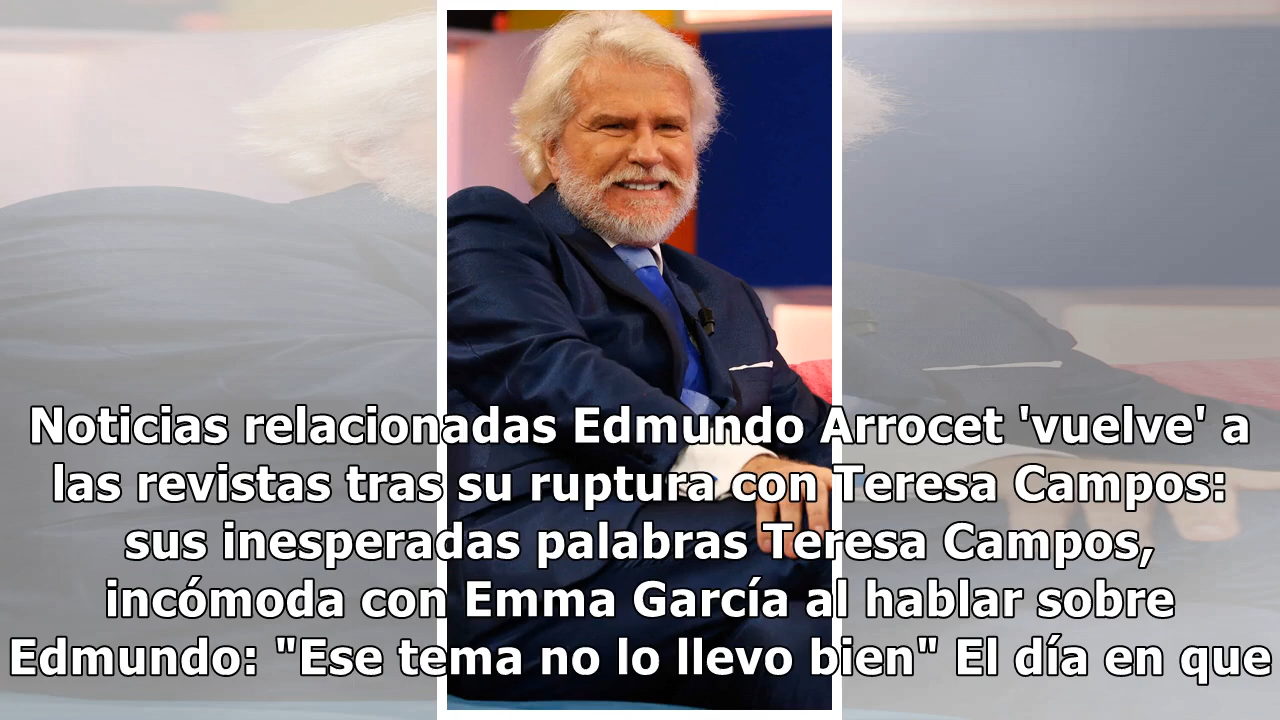 Noticias relacionadas Edmundo Arrocet 'vuelve' a
las revistas tras su ruptura con Teresa Campos:
sus inesperadas palabras Teresa Campos,
incómoda con Emma García al hablar sobre
Edmundo: "Ese tema no lo llevo bien" El día en que